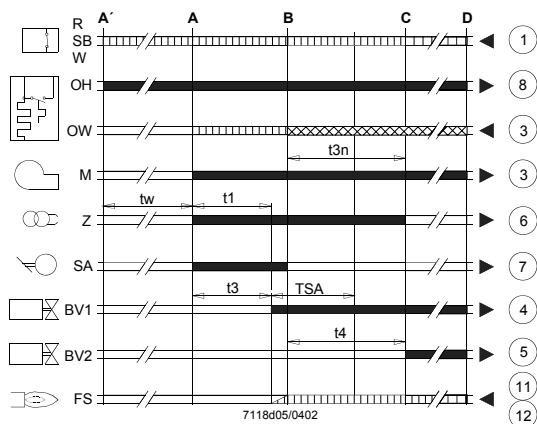 R A´ A B C D
SB 1
W
OH 8
OW 3
t3n
M 3
tw t1
Z 6
SA 7
t3 TSA
BV1 4
t4
BV2 5
FS 11
7118d05/0402 12